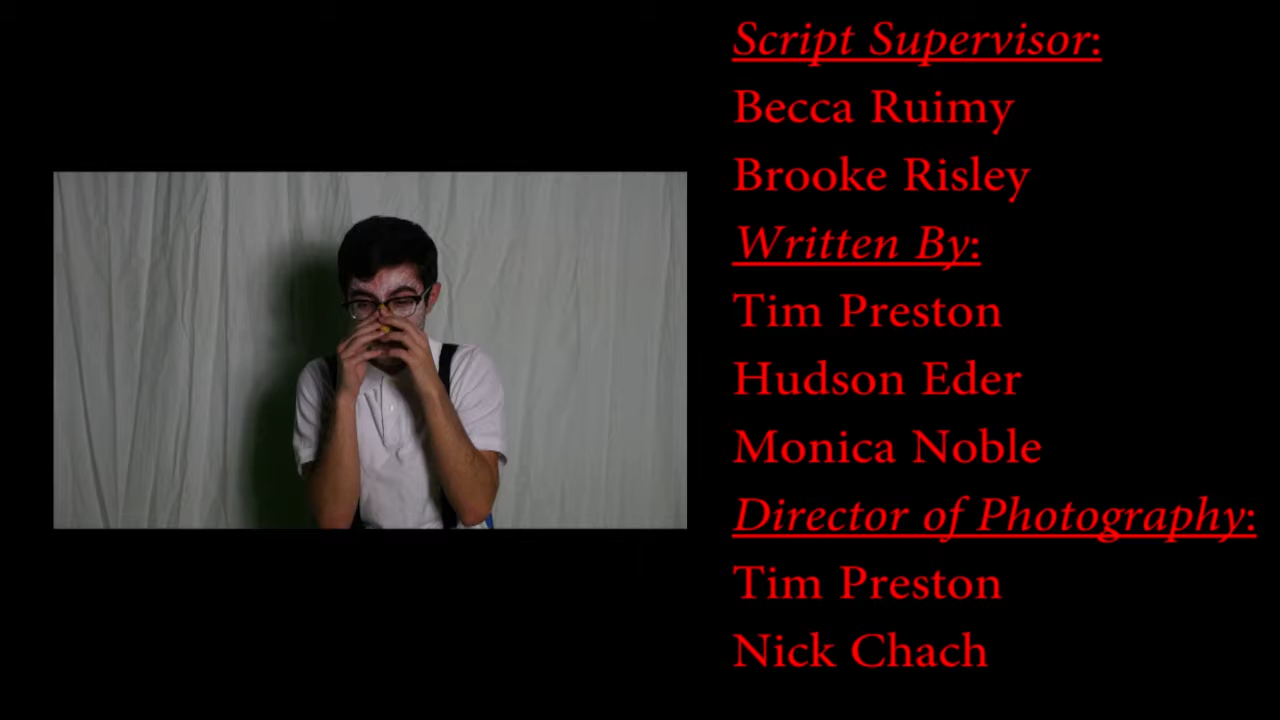 Script Supervisor:
Becca Ruimy
Brooke Risley
Written By:
Tim Preston
Hudson Eder
Monica Noble
Director of Photography:
Tim Preston
Nick Chach